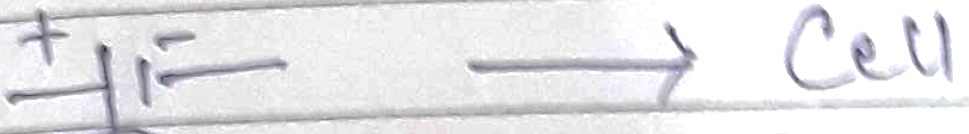 + - → Cell